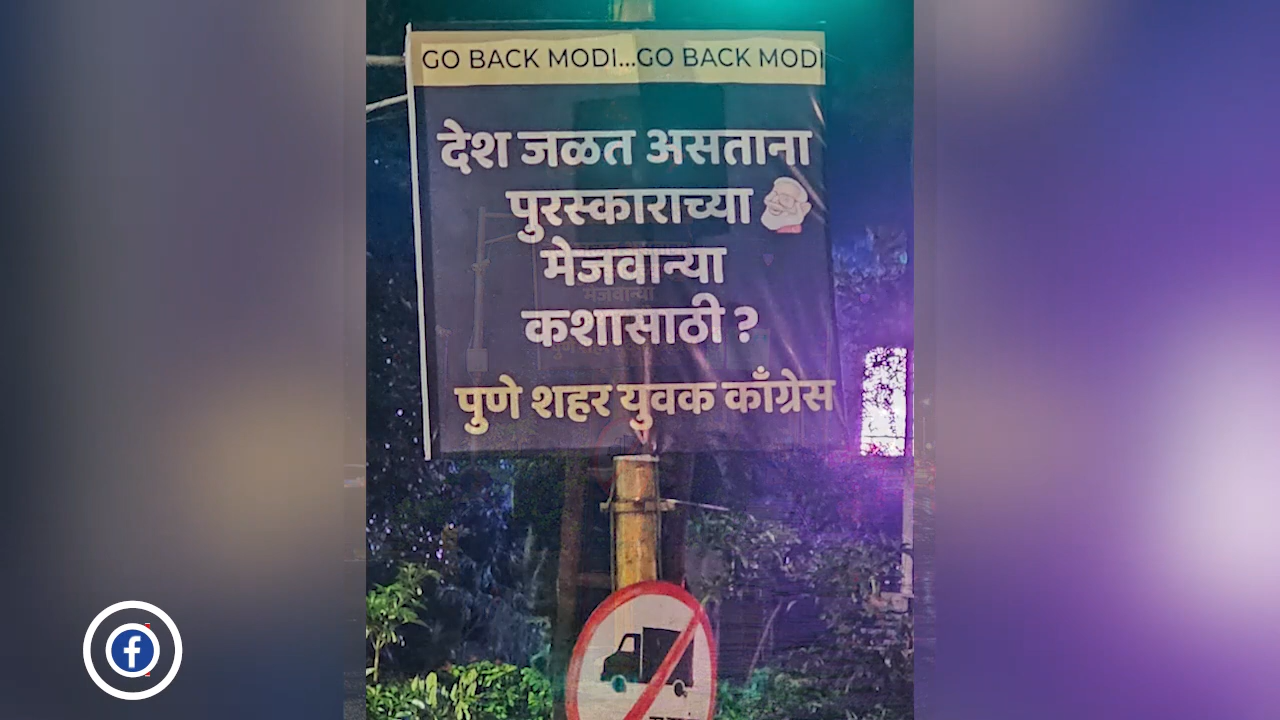 GO BACK MODI...GO BACK MODI
देश जळत असताना
पुरस्काराच्या
मेजवान्या
कशासाठी ?
पुणे शहर युवक काँग्रेस